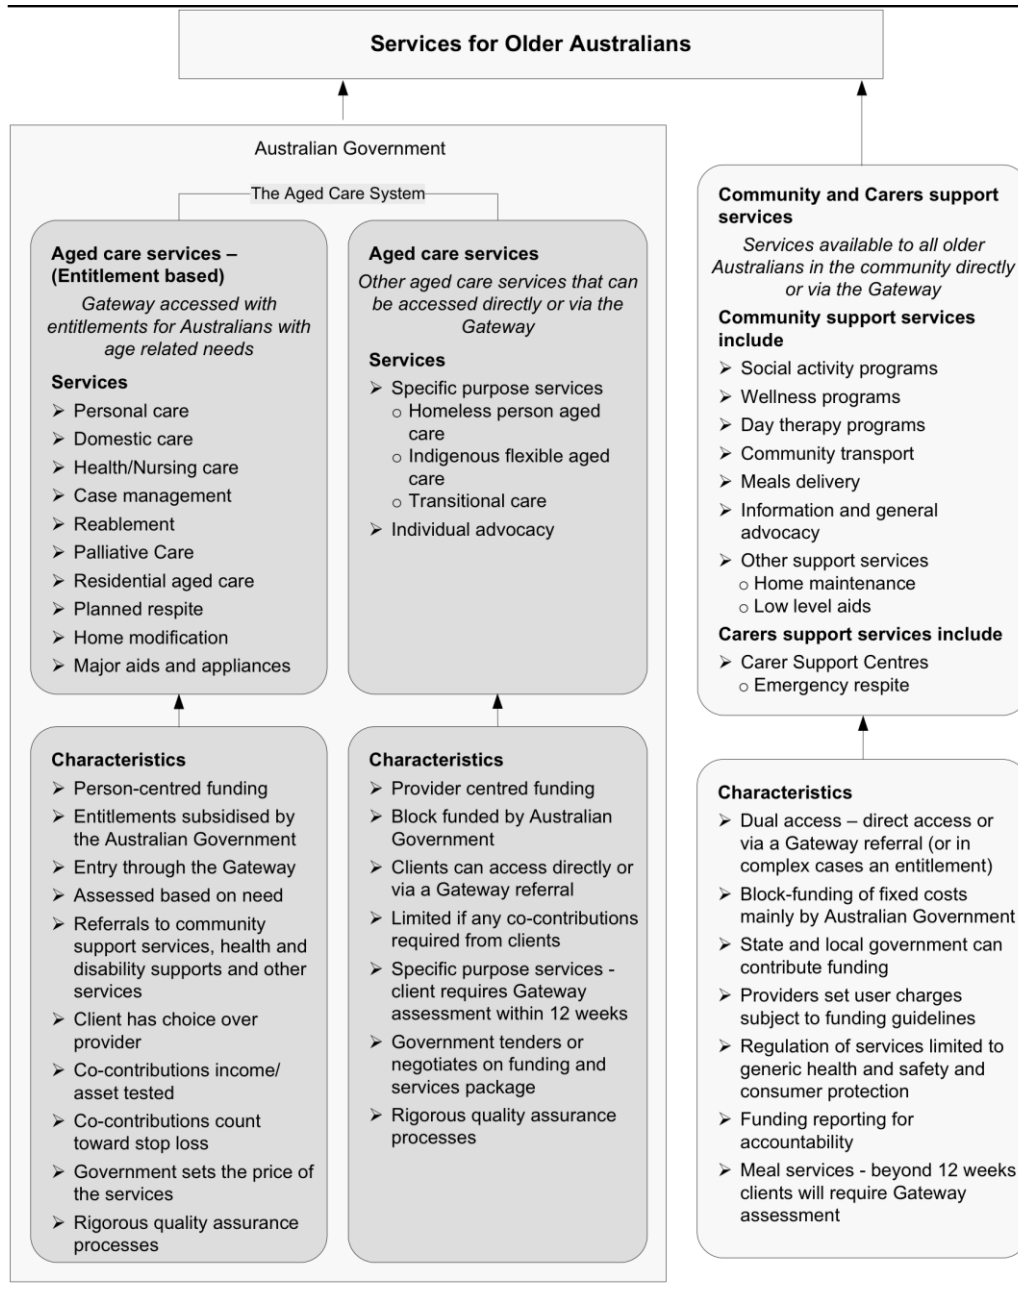 Services for Older Australians
Australian Government
The Aged Care System
Aged care services –
(Entitlement based)
Gateway accessed with
entitlements for Australians with
age related needs
Services
➢ Personal care
➢ Domestic care
➢ Health/Nursing care
➢ Case management
➢ Reablement
➢ Palliative Care
➢ Residential aged care
➢ Planned respite
➢ Home modification
➢ Major aids and appliances
Characteristics
➢ Person-centred funding
➢ Entitlements subsidised by
the Australian Government
➢ Entry through the Gateway
➢ Assessed based on need
➢ Referrals to community
support services, health and
disability supports and other
services
➢ Client has choice over
provider
➢ Co-contributions income/
asset tested
➢ Co-contributions count
toward stop loss
➢ Government sets the price of
the services
➢ Rigorous quality assurance
processes
Aged care services
Other aged care services that can
be accessed directly or via the
Gateway
Services
➢ Specific purpose services
o Homeless person aged
care
o Indigenous flexible aged
care
o Transitional care
➢ Individual advocacy
Characteristics
➢ Provider centred funding
➢ Block funded by Australian
Government
➢ Clients can access directly or
via a Gateway referral
➢ Limited if any co-contributions
required from clients
➢ Specific purpose services -
client requires Gateway
assessment within 12 weeks
➢ Government tenders or
negotiates on funding and
services package
➢ Rigorous quality assurance
processes
Community and Carers support
services
Services available to all older
Australians in the community directly
or via the Gateway
Community support services
include
➢ Social activity programs
➢ Wellness programs
➢ Day therapy programs
➢ Community transport
➢ Meals delivery
➢ Information and general
advocacy
➢ Other support services
o Home maintenance
o Low level aids
Carers support services include
➢ Carer Support Centres
o Emergency respite
Characteristics
➢ Dual access – direct access or
via a Gateway referral (or in
complex cases an entitlement)
➢ Block-funding of fixed costs
mainly by Australian Government
➢ State and local government can
contribute funding
➢ Providers set user charges
subject to funding guidelines
➢ Regulation of services limited to
generic health and safety and
consumer protection
➢ Funding reporting for
accountability
➢ Meal services - beyond 12 weeks
clients will require Gateway
assessment